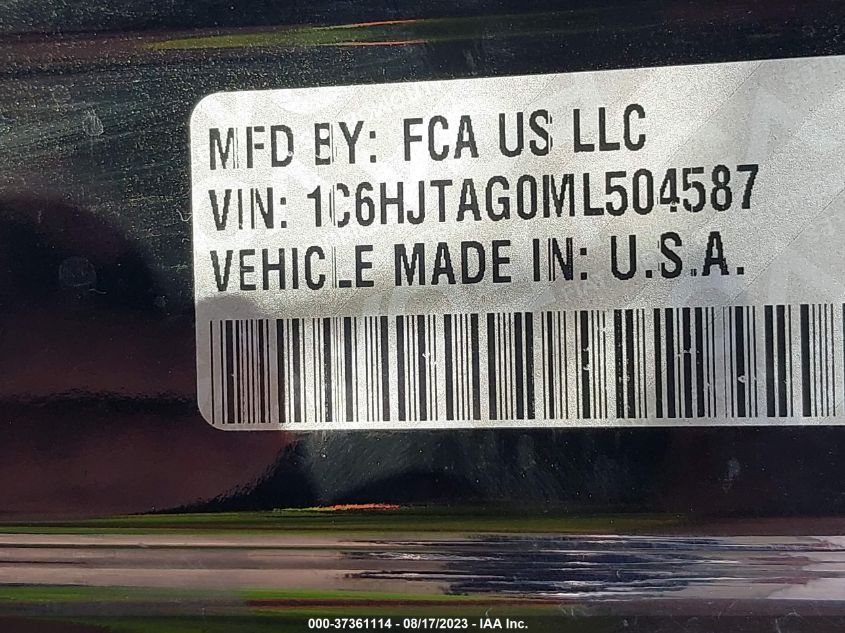 MFD BY: FCA US LLC
VIN: 1C6HJTAG0ML504587
VEHICLE MADE IN: U.S.A.
000-37361114 - 08/17/2023 - IAA Inc.